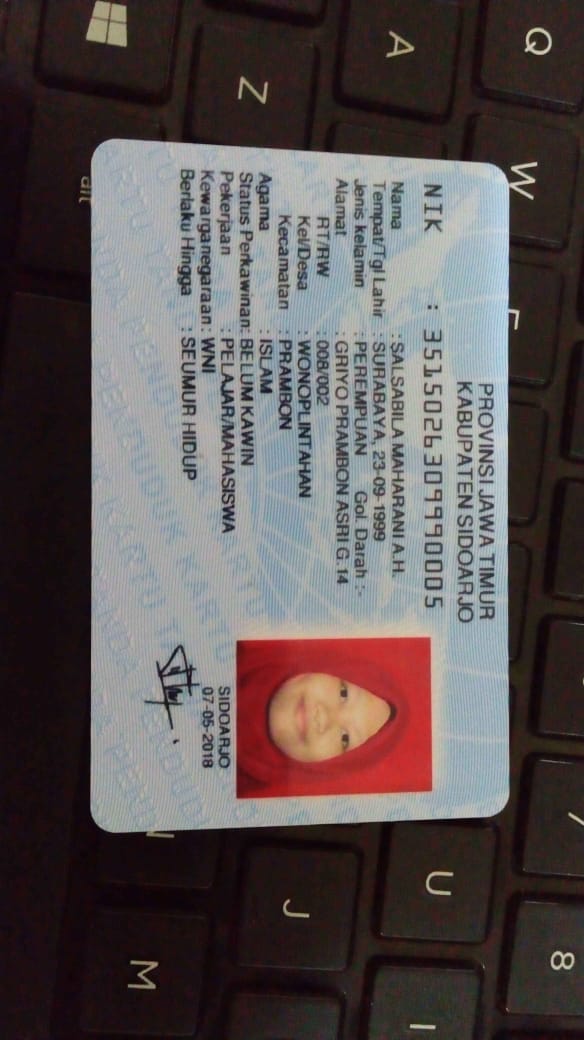 PROVINSI JAWA TIMUR
KABUPATEN SIDOARJO
NIK : 3515026309990005
Nama : SALSABILA MAHARANI A.H.
Tempat/Tgl Lahir : SURABAYA, 23-09-1999
Jenis kelamin : PEREMPUAN Gol. Darah :-
Alamat : GRIYO PRAMBON ASRI G.14
RT/RW : 008/002
Kel/Desa : WONOPLINTAHAN
Kecamatan : PRAMBON
Agama : ISLAM
Status Perkawinan: BELUM KAWIN
Pekerjaan : PELAJAR/MAHASISWA
Kewarganegaraan : WNI
Berlaku Hingga : SEUMUR HIDUP
SIDOARJO
07-05-2018
Q
W
A
Z
alt
8
U
I
J
M